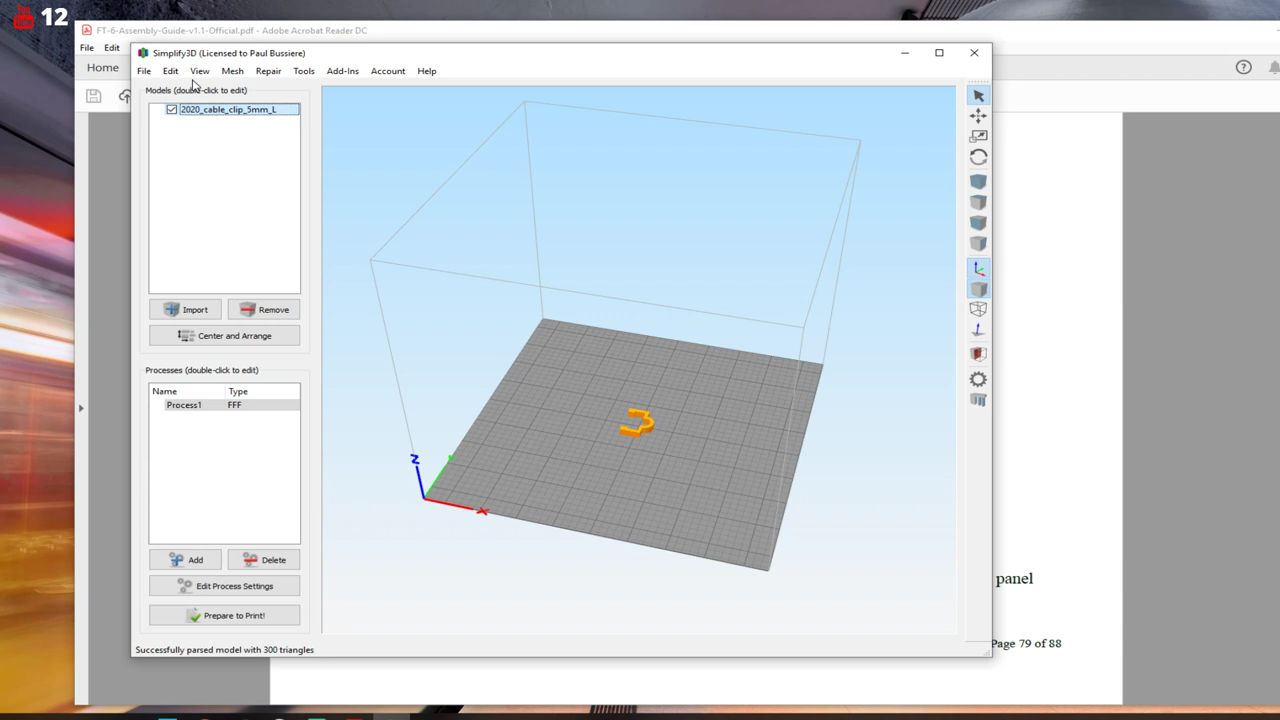 12
FT-6-Assembly-Guide-v1.1-Official.pdf - Adobe Acrobat Reader DC
File Edit
Home
Simplify3D (Licensed to Paul Bussiere)
File Edit View Mesh Repair Tools Add-Ins Account Help
Models (double-click to edit)
2020_cable_clip_5mm_L
Import Remove
Center and Arrange
Processes (double-click to edit)
Name Type
Process1 FFF
Add Delete
Edit Process Settings
Prepare to Print!
Successfully parsed model with 300 triangles
Z
Y
X
panel
Page 79 of 88